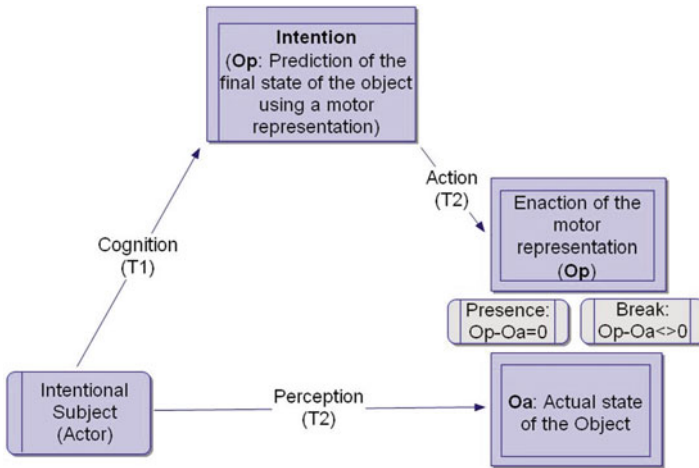 Intention
(Op: Prediction of the
final state of the object
using a motor
representation)
Action
(T2)
Enaction of the
motor
representation
(Op)
Cognition
(T1)
Presence:
Op-Oa=0
Break:
Op-Oa<>0
Intentional
Subject
(Actor)
Perception
(T2)
Oa: Actual state
of the Object